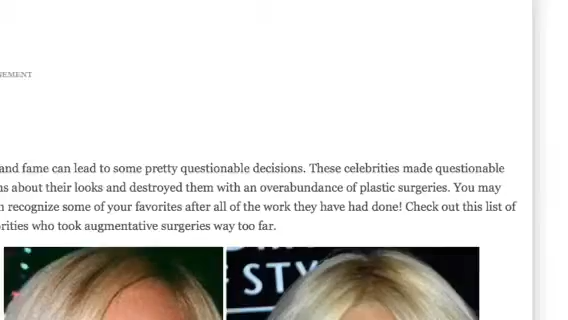 NEMENT
and fame can lead to some pretty questionable decisions. These celebrities made questionable
ns about their looks and destroyed them with an overabundance of plastic surgeries. You may
n recognize some of your favorites after all of the work they have had done! Check out this list of
rities who took augmentative surgeries way too far.
STY